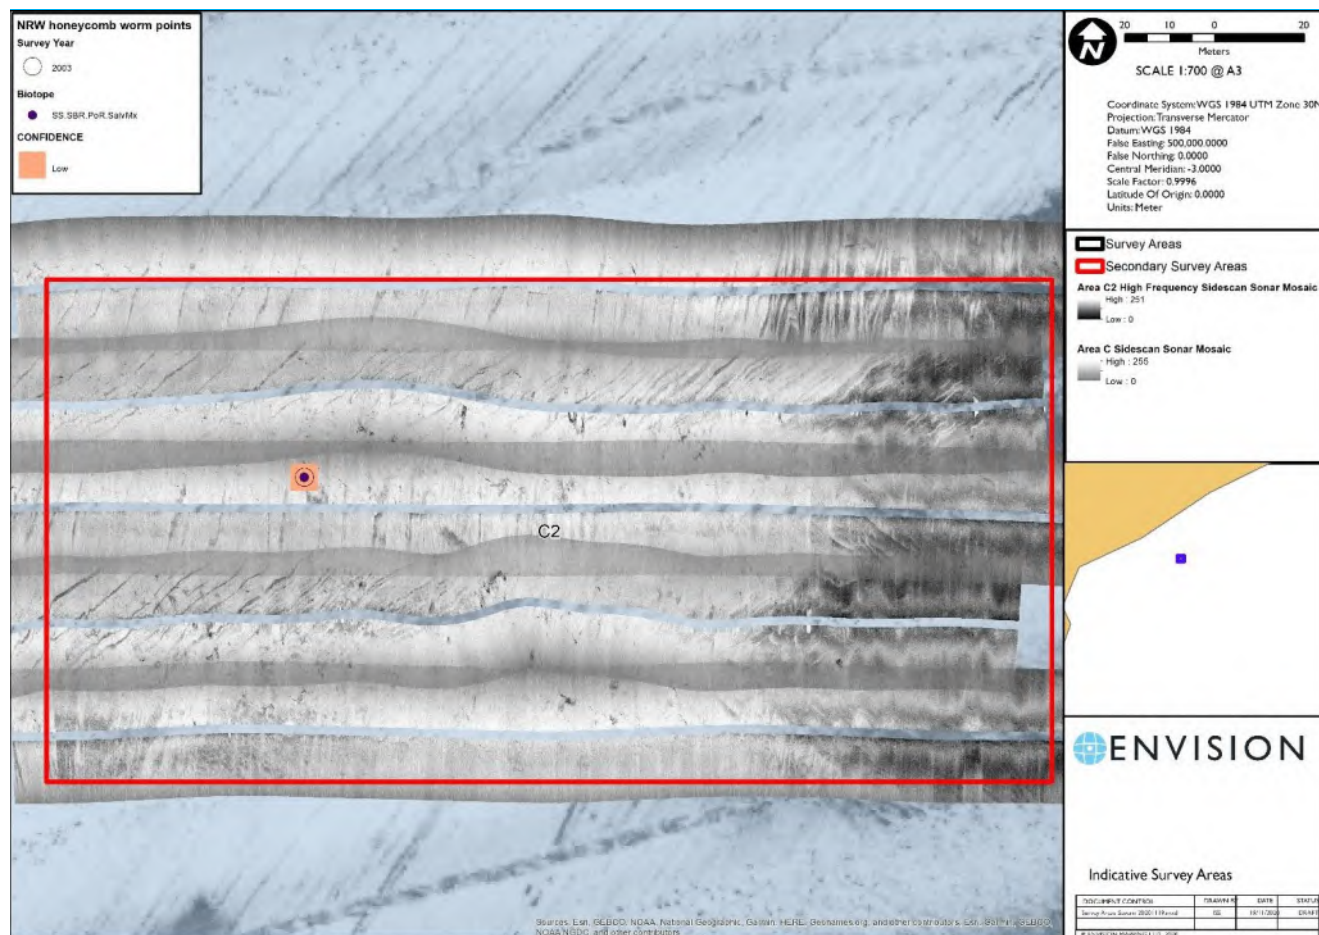 NRW honeycomb worm points
Survey Year
2003
Biotope
SS.SBR.PoR.SalvMx
CONFIDENCE
Low
C2
Sources: Esri, GEBCO, NOAA, National Geographic, Garmin, HERE, Geonames.org, and other contributors, Esri, Garmin, GEBCO,
NOAA NGDC, and other contributors
N
20 10 0 20
Meters
SCALE 1:700 @ A3
Coordinate System: WGS 1984 UTM Zone 30N
Projection: Transverse Mercator
Datum: WGS 1984
False Easting: 500,000.0000
False Northing: 0.0000
Central Meridian: -3.0000
Scale Factor: 0.9996
Latitude Of Origin: 0.0000
Units: Meter
Survey Areas
Secondary Survey Areas
Area C2 High Frequency Sidescan Sonar Mosaic
High : 251
Low : 0
Area C Sidescan Sonar Mosaic
High : 255
Low : 0
ENVISION
Indicative Survey Areas
DOCUMENT CONTROL DRAWN DATE STATUS
DRAFT